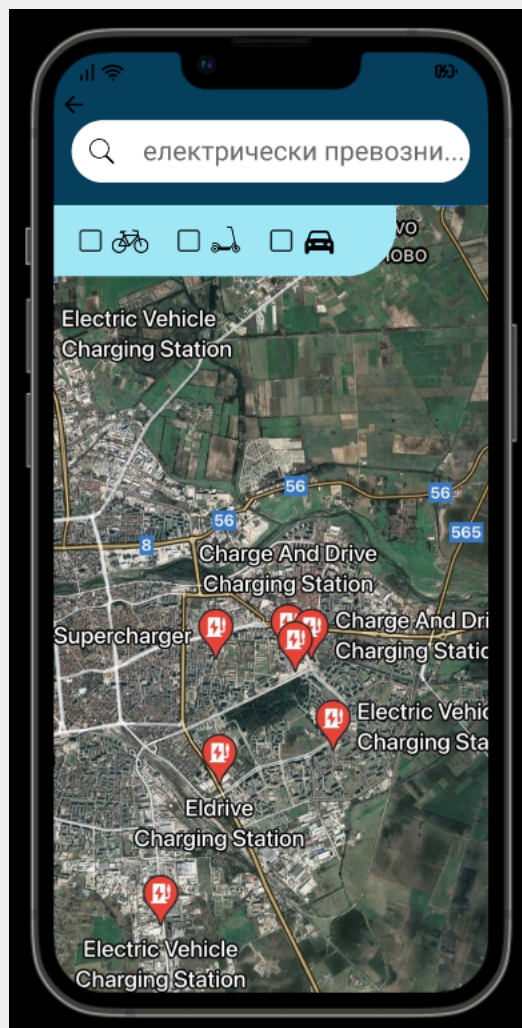 електрически превозни...
ОВО
Electric Vehicle
Charging Station
56
56
56
565
8
Charge And Drive
Charging Station
Supercharger
Charge And Dri
Charging Static
Electric Vehic
Charging Sta
Eldrive
Charging Station
Electric Vehicle
Charging Station